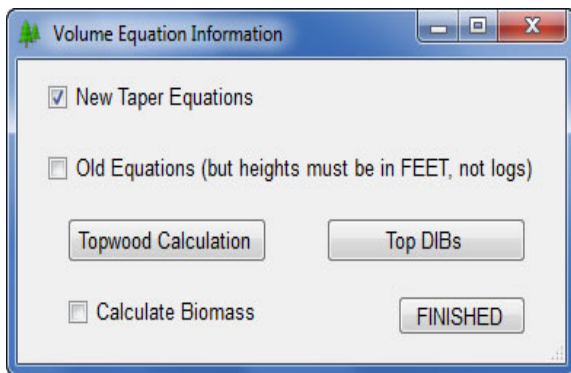 Volume Equation Information
New Taper Equations
Old Equations (but heights must be in FEET, not logs)
Topwood Calculation Top DIBs
Calculate Biomass FINISHED